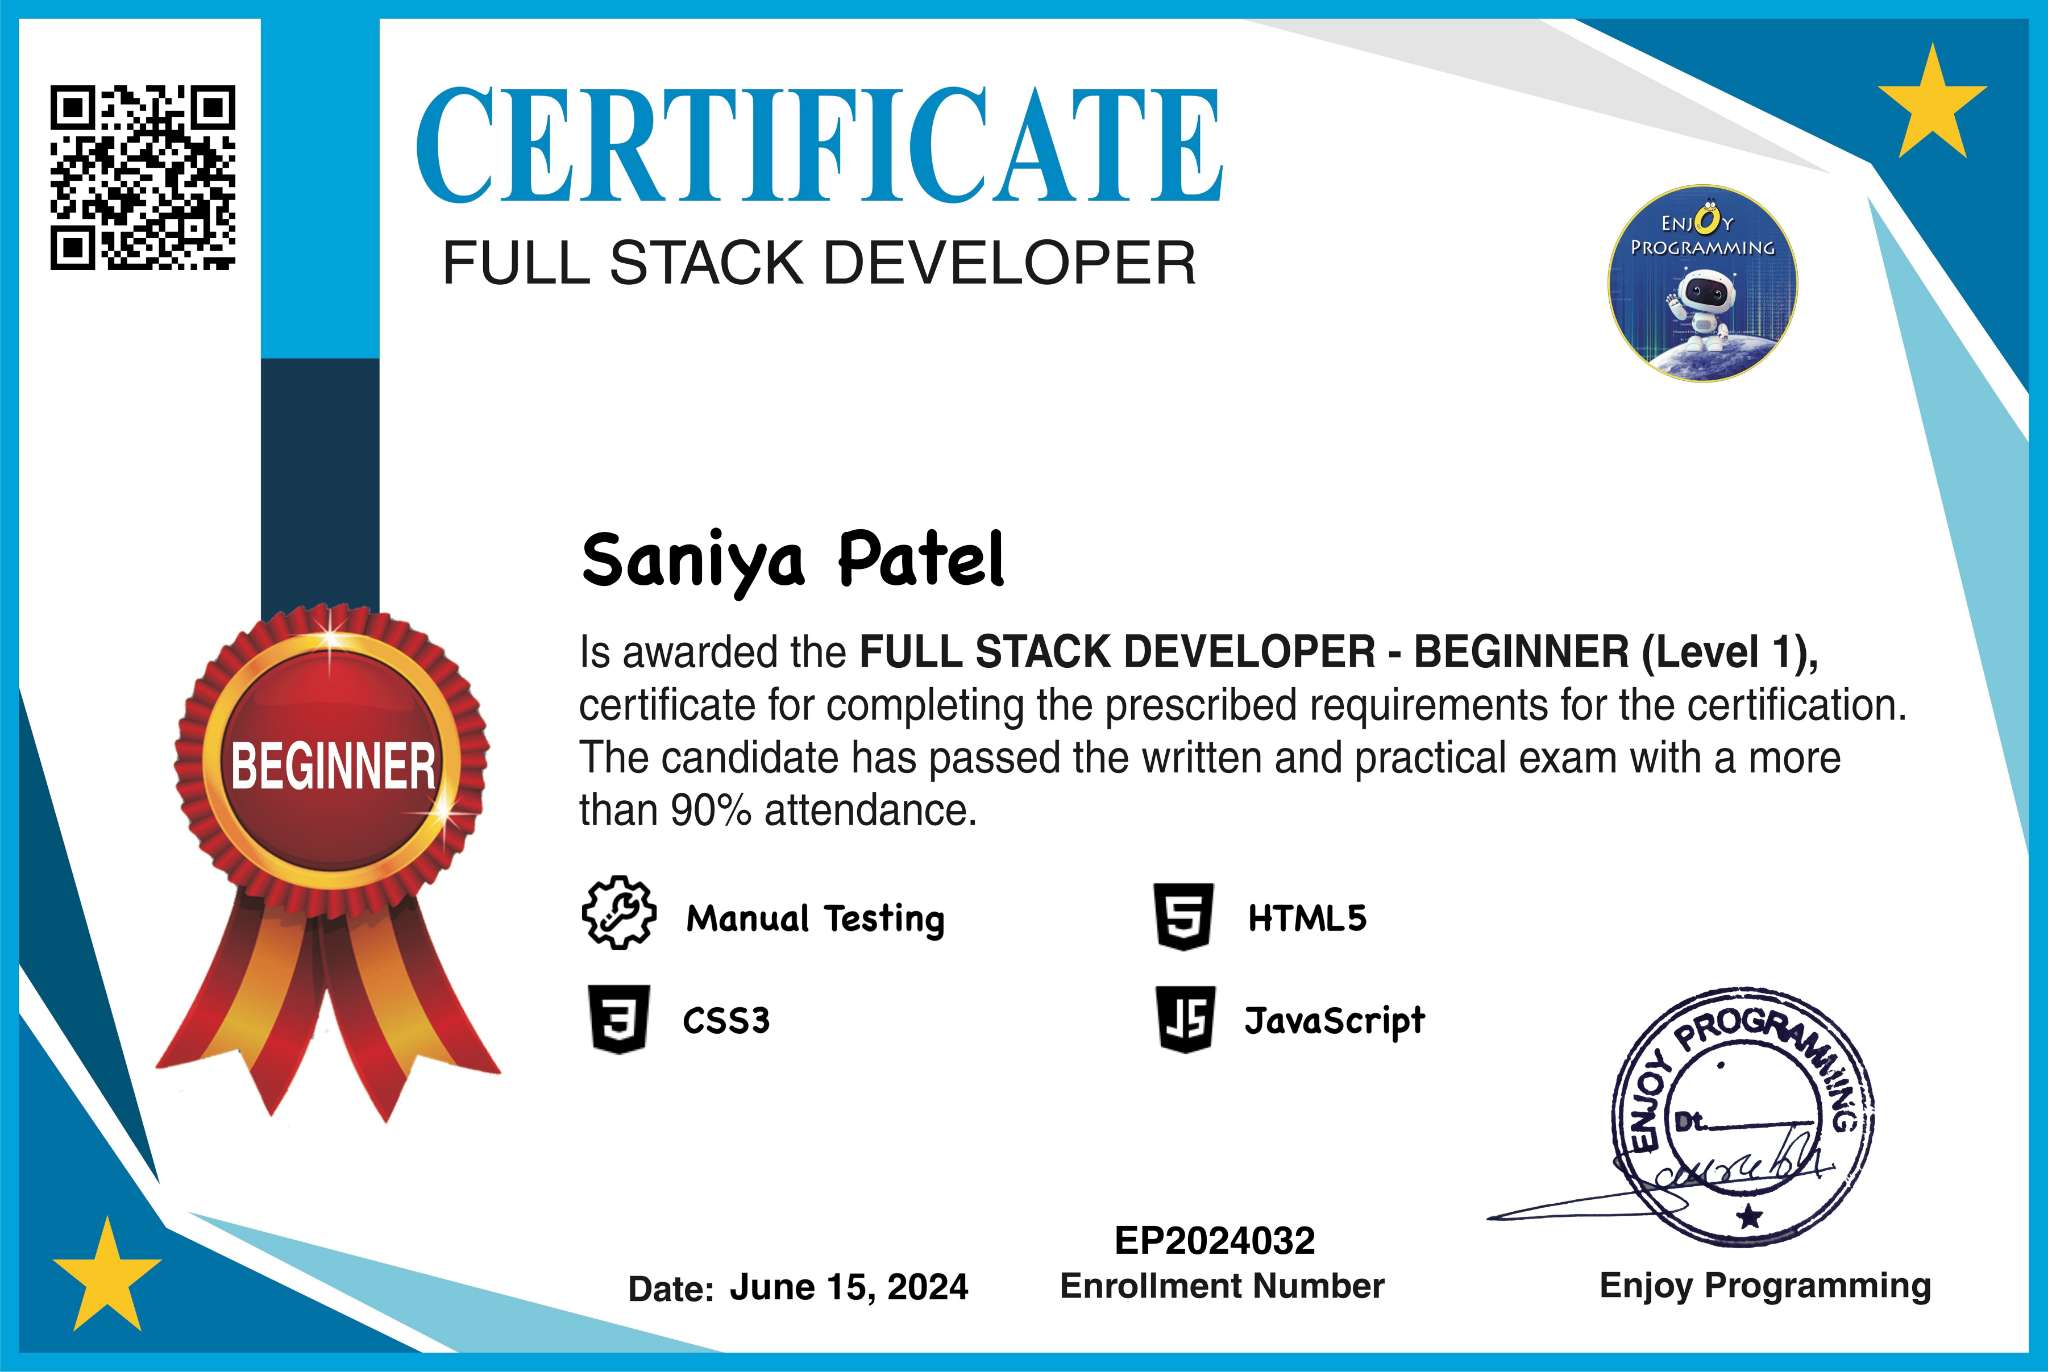 CERTIFICATE
FULL STACK DEVELOPER
ENJOY
PROGRAMMING
Saniya Patel
Is awarded the FULL STACK DEVELOPER - BEGINNER (Level 1),
certificate for completing the prescribed requirements for the certification.
The candidate has passed the written and practical exam with a more
than 90% attendance.
BEGINNER
Manual Testing
HTML5
CSS3
JavaScript
ENJOY PROGRAMMING
Dt.
Saurabh
EP2024032
Date: June 15, 2024
Enrollment Number
Enjoy Programming